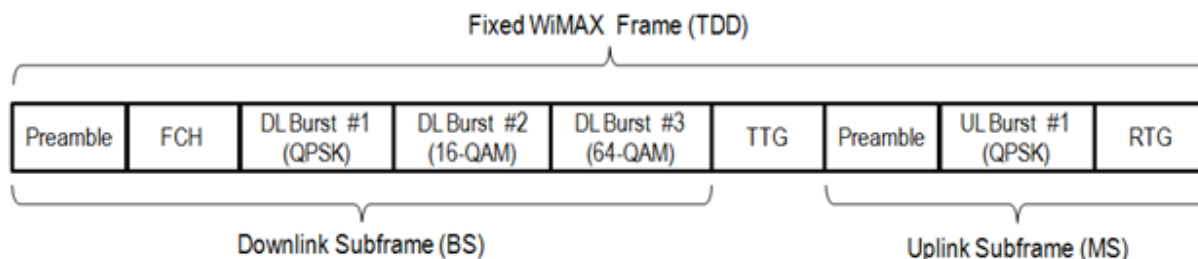 Fixed WiMAX Frame (TDD)
Preamble
FCH
DL Burst #1
(QPSK)
DL Burst #2
(16-QAM)
DL Burst #3
(64-QAM)
TTG
Preamble
UL Burst #1
(QPSK)
RTG
Downlink Subframe (BS)
Uplink Subframe (MS)